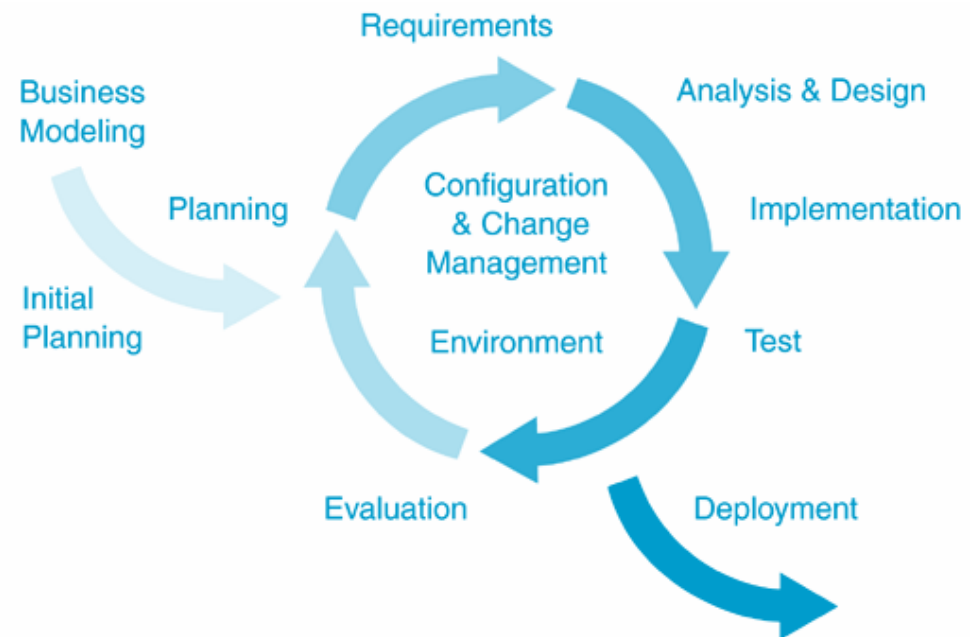 Requirements
Business
Modeling
Analysis & Design
Planning
Configuration
& Change
Management
Implementation
Initial
Planning
Environment
Test
Evaluation
Deployment